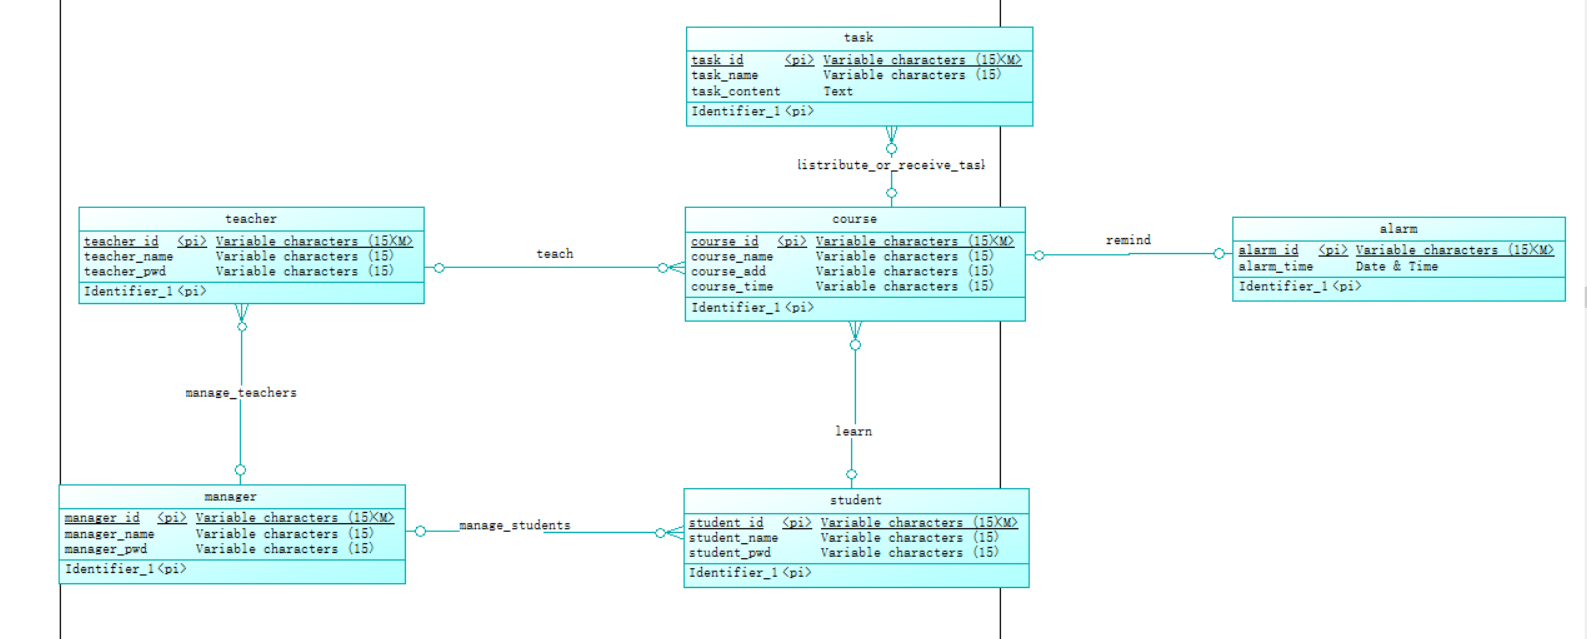 task
task_id <pi> Variable characters (15)<M>
task_name Variable characters (15)
task_content Text
Identifier_1 <pi>
listribute_or_receive_task
teacher
teacher_id <pi> Variable characters (15)<M>
teacher_name Variable characters (15)
teacher_pwd Variable characters (15)
Identifier_1 <pi>
teach
course
course_id <pi> Variable characters (15)<M>
course_name Variable characters (15)
course_add Variable characters (15)
course_time Variable characters (15)
Identifier_1 <pi>
remind
alarm
alarm_id <pi> Variable characters (15)<M>
alarm_time Date & Time
Identifier_1 <pi>
manage_teachers
learn
manager
manager_id <pi> Variable characters (15)<M>
manager_name Variable characters (15)
manager_pwd Variable characters (15)
Identifier_1 <pi>
manage_students
student
student_id <pi> Variable characters (15)<M>
student_name Variable characters (15)
student_pwd Variable characters (15)
Identifier_1 <pi>